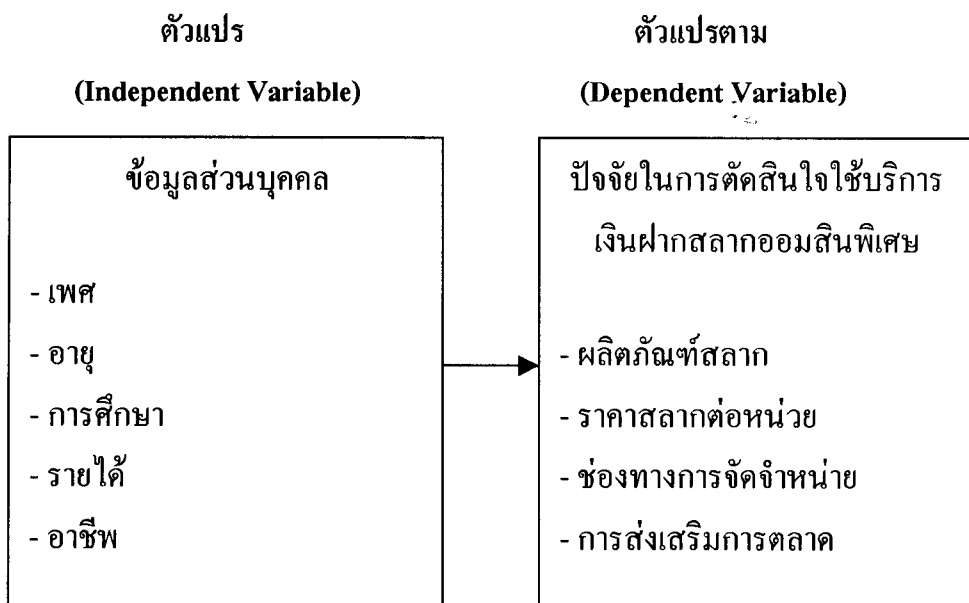 ตัวแปร
(Independent Variable)
ข้อมูลส่วนบุคคล
- เพศ
- อายุ
- การศึกษา
- รายได้
- อาชีพ
ตัวแปรตาม
(Dependent Variable)
ปัจจัยในการตัดสินใจใช้บริการ
เงินฝากสลากออมสินพิเศษ
- ผลิตภัณฑ์สลาก
- ราคาสลากต่อหน่วย
- ช่องทางการจัดจำหน่าย
- การส่งเสริมการตลาด